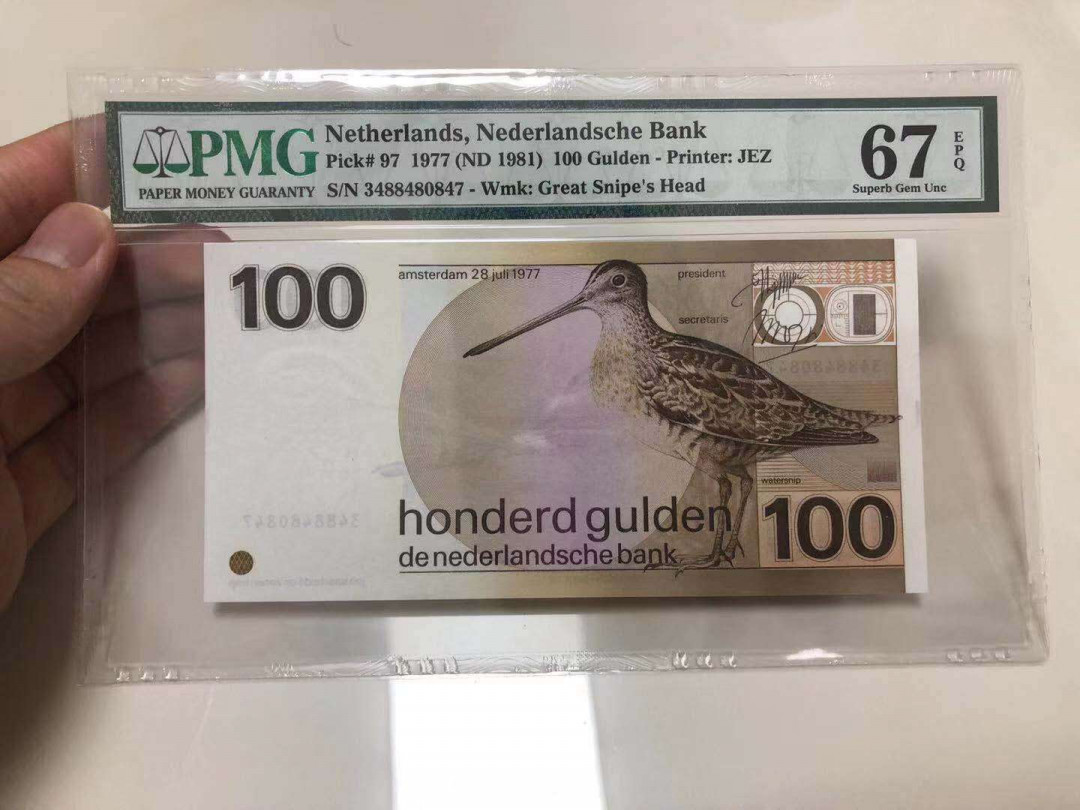 PMG
PAPER MONEY GUARANTY
Netherlands, Nederlandsche Bank
Pick# 97 1977 (ND 1981) 100 Gulden - Printer: JEZ
S/N 3488480847 - Wmk: Great Snipe's Head
67
EPQ
Superb Gem Unc
100
amsterdam 28 juli 1977
president
secretaris
3488480847
watersnip
honderd gulden
de nederlandsche bank
100
3488480847